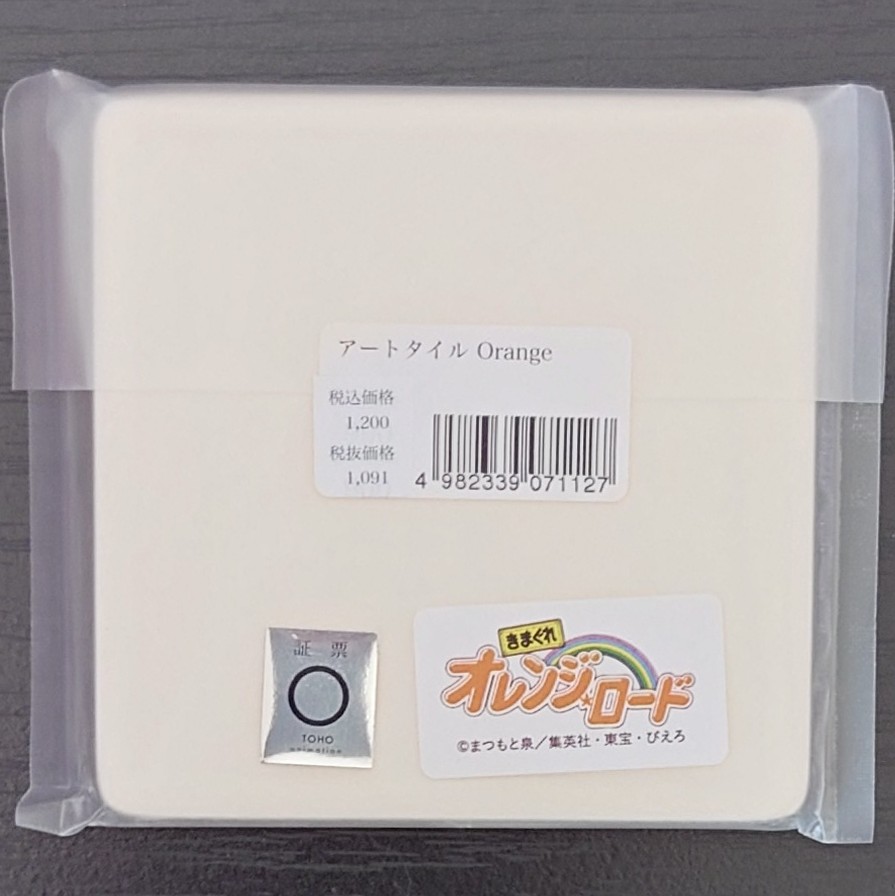 アートタイル Orange
税込価格
1,200
税抜価格
1,091
4 982339 071127
証 票
TOHO
animation
きまぐれ
オレンジ☆ロード
©まつもと泉／集英社・東宝・ぴえろ